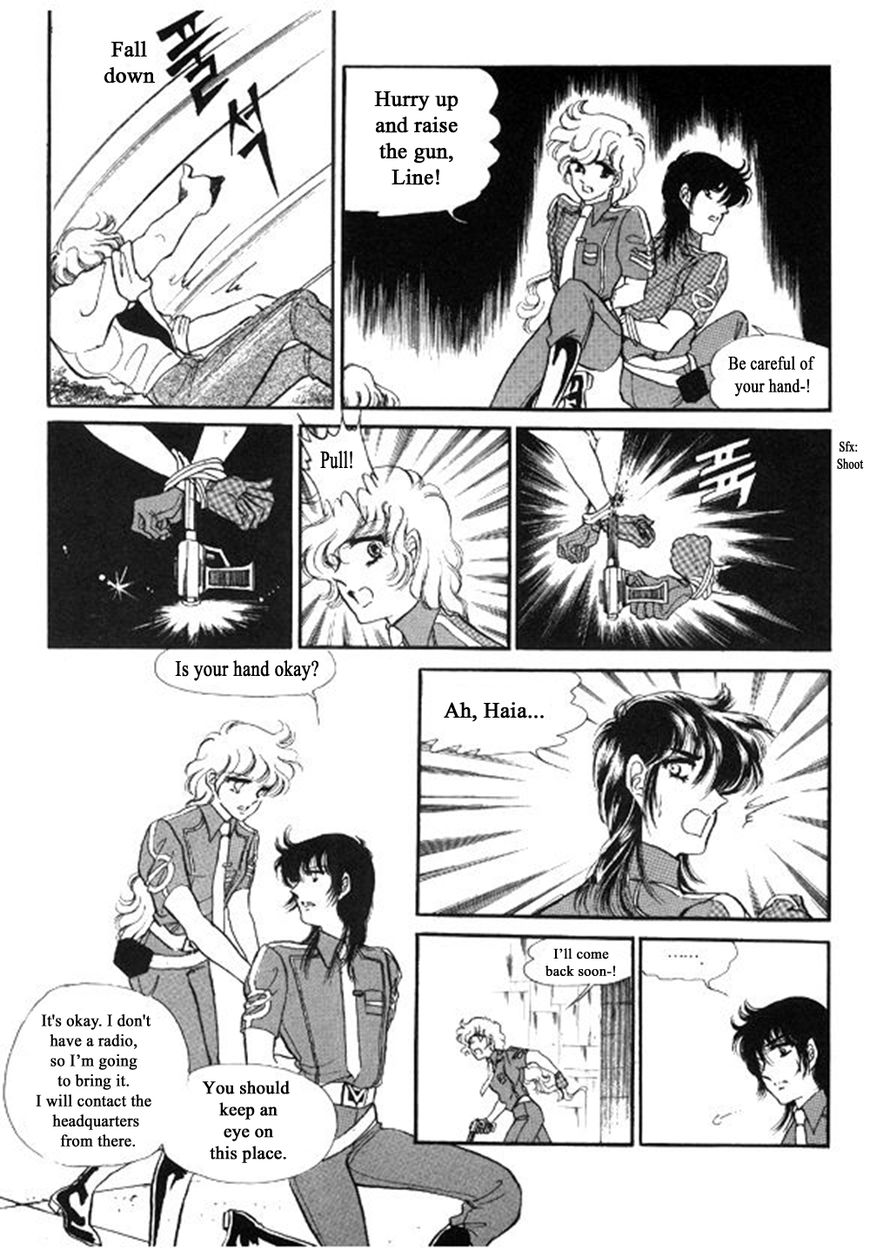 Fall
down
풀
썩
Hurry up
and raise
the gun,
Line!
Be careful of
your hand-!
Pull!
퍽
Sfx:
Shoot
Is your hand okay?
Ah, Haia...
It's okay. I don't
have a radio,
so I'm going
to bring it.
I will contact the
headquarters
from there.
You should
keep an
eye on
this place.
I'll come
back soon-!
......